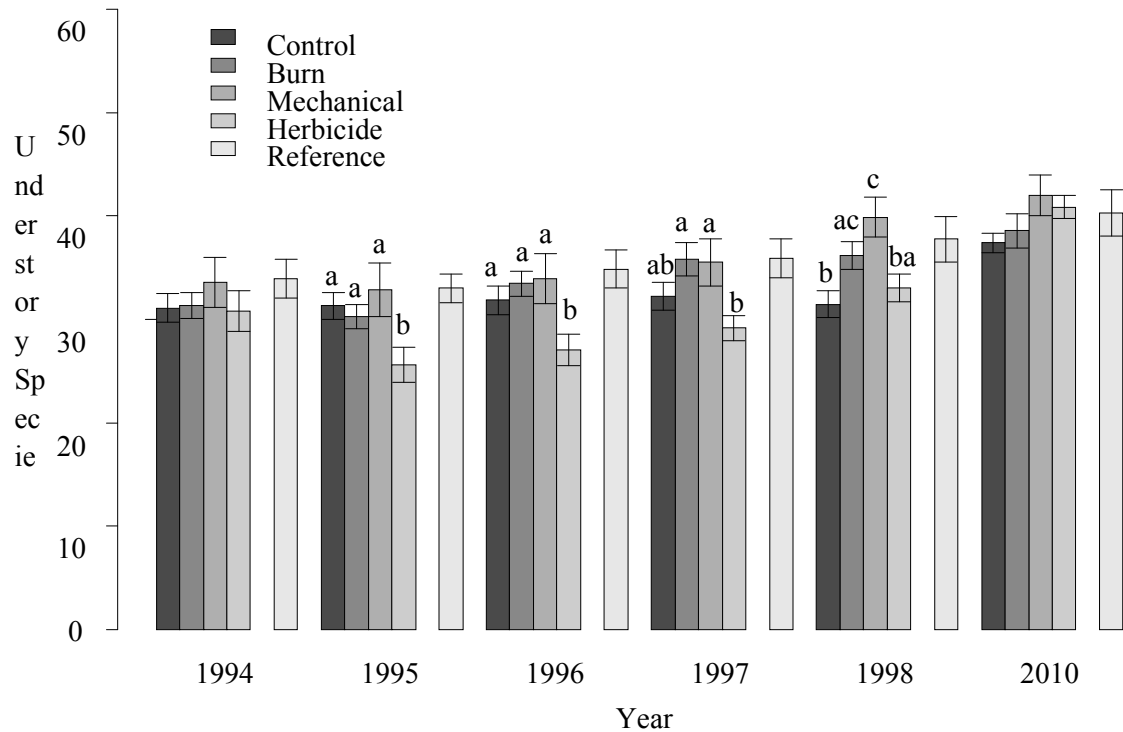 60
50
40
30
20
10
0
U
nd
er
st
or
y
Sp
ec
ie
Control
Burn
Mechanical
Herbicide
Reference
a
a
a
b
a
a
a
b
ab
a
a
b
b
ac
c
ba
1994
1995
1996
1997
1998
2010
Year